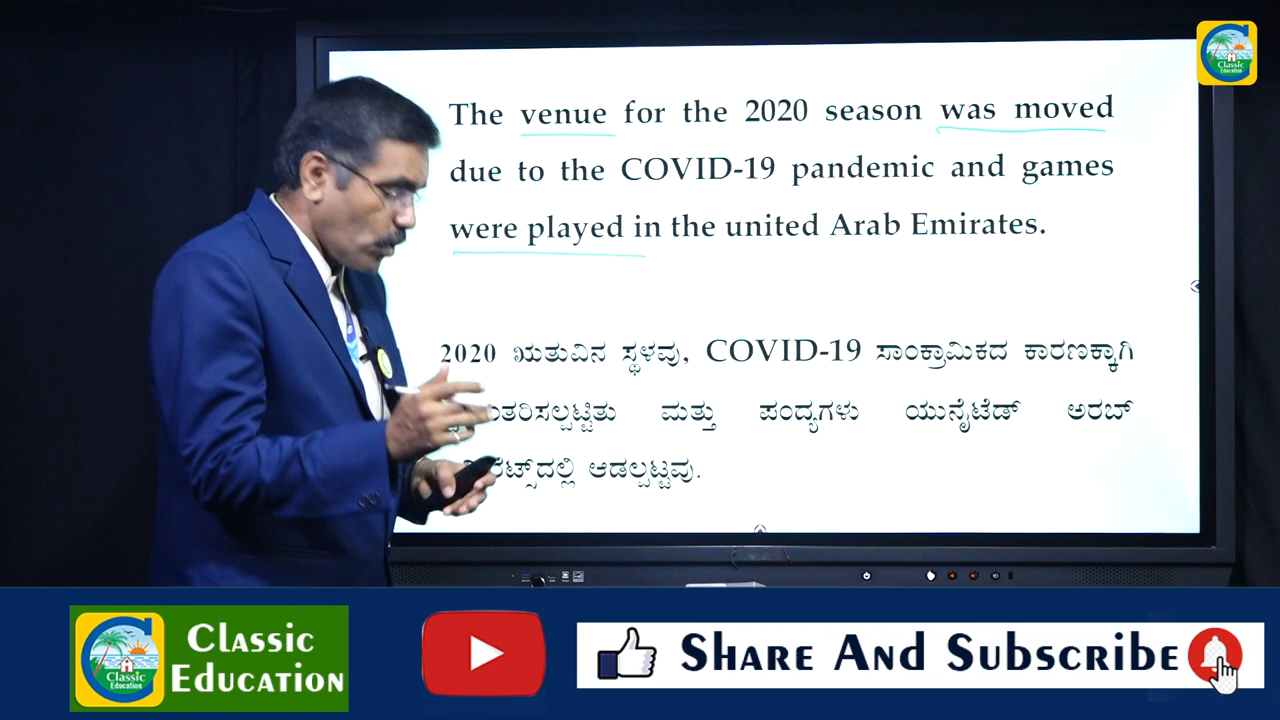 The venue for the 2020 season was moved
due to the COVID-19 pandemic and games
were played in the united Arab Emirates.
2020 ಋತುವಿನ ಸ್ಥಳವು, COVID-19 ಸಾಂಕ್ರಾಮಿಕದ ಕಾರಣಕ್ಕಾಗಿ
ಮತ್ತು ಪಂದ್ಯಗಳು ಯುನೈಟೆಡ್ ಅರಬ್
ಆಡಲ್ಪಟ್ಟವು.
Classic
Education
Classic
Education
Classic
Education
Share And Subscribe